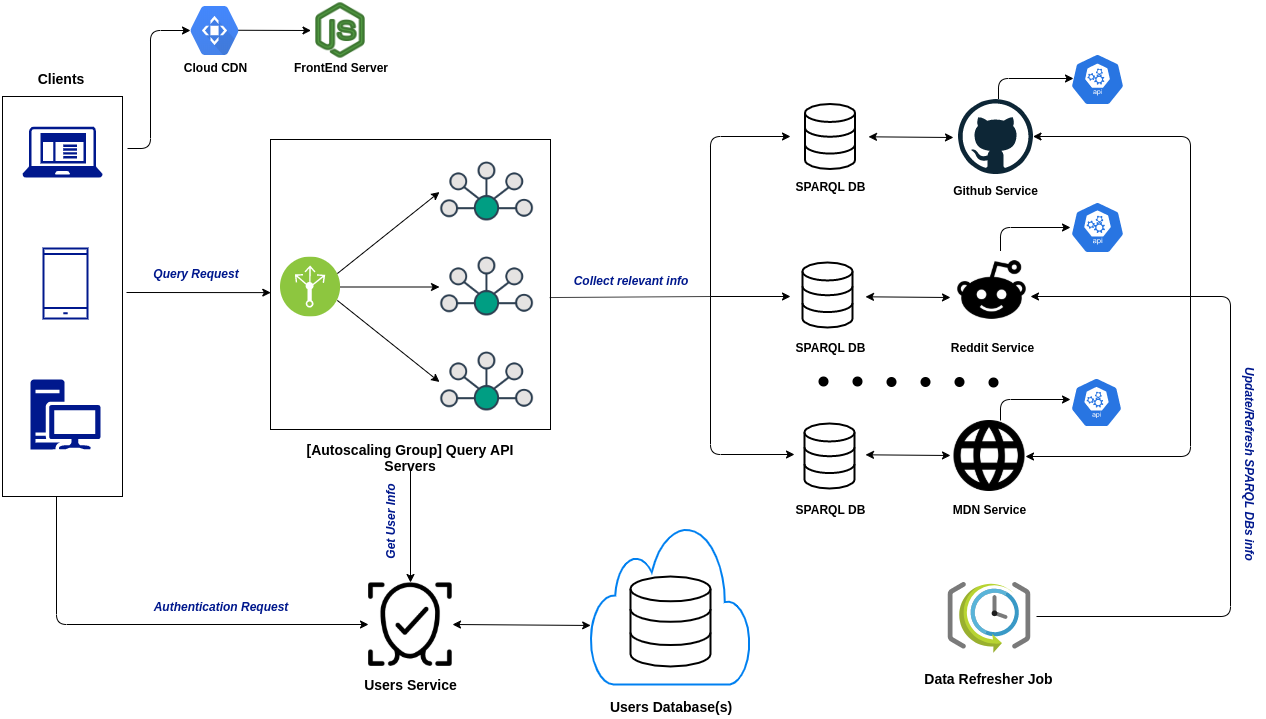 Cloud CDN
FrontEnd Server
JS
Clients
api
SPARQL DB
Github Service
api
Query Request
Collect relevant info
SPARQL DB
Reddit Service
api
[Autoscaling Group] Query API
Servers
SPARQL DB
MDN Service
Update/Refresh SPARQL DBs info
Get User Info
Authentication Request
Users Service
Users Database(s)
Data Refresher Job